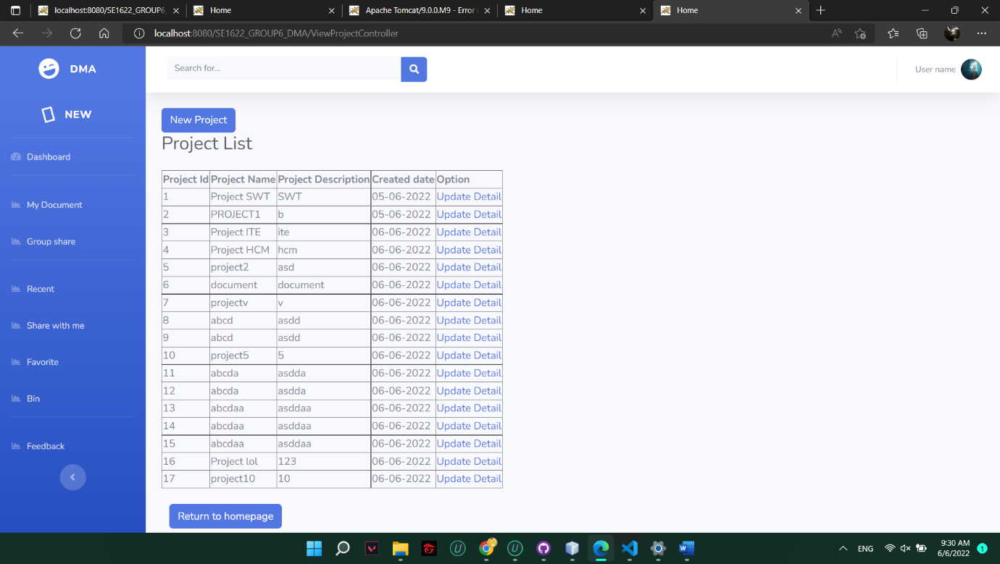 localhost:8080/SE1622_GROUP6
Home
Apache Tomcat/9.0.0.M9 - Error
Home
Home
localhost:8080/SE1622_GROUP6_DMA/ViewProjectController
DMA
Search for...
User name
NEW
New Project
Project List
Dashboard
My Document
Group share
Recent
Share with me
Favorite
Bin
Feedback
Project Id Project Name Project Description Created date Option
1 Project SWT SWT 05-06-2022 Update Detail
2 PROJECT1 b 05-06-2022 Update Detail
3 Project ITE ite 06-06-2022 Update Detail
4 Project HCM hcm 06-06-2022 Update Detail
5 project2 asd 06-06-2022 Update Detail
6 document document 06-06-2022 Update Detail
7 projectv v 06-06-2022 Update Detail
8 abcd asdd 06-06-2022 Update Detail
9 abcd asdd 06-06-2022 Update Detail
10 project5 5 06-06-2022 Update Detail
11 abcda asdda 06-06-2022 Update Detail
12 abcda asdda 06-06-2022 Update Detail
13 abcdaa asddaa 06-06-2022 Update Detail
14 abcdaa asddaa 06-06-2022 Update Detail
15 abcdaa asddaa 06-06-2022 Update Detail
16 Project lol 123 06-06-2022 Update Detail
17 project10 10 06-06-2022 Update Detail
Return to homepage
ENG
9:30 AM
6/6/2022
1